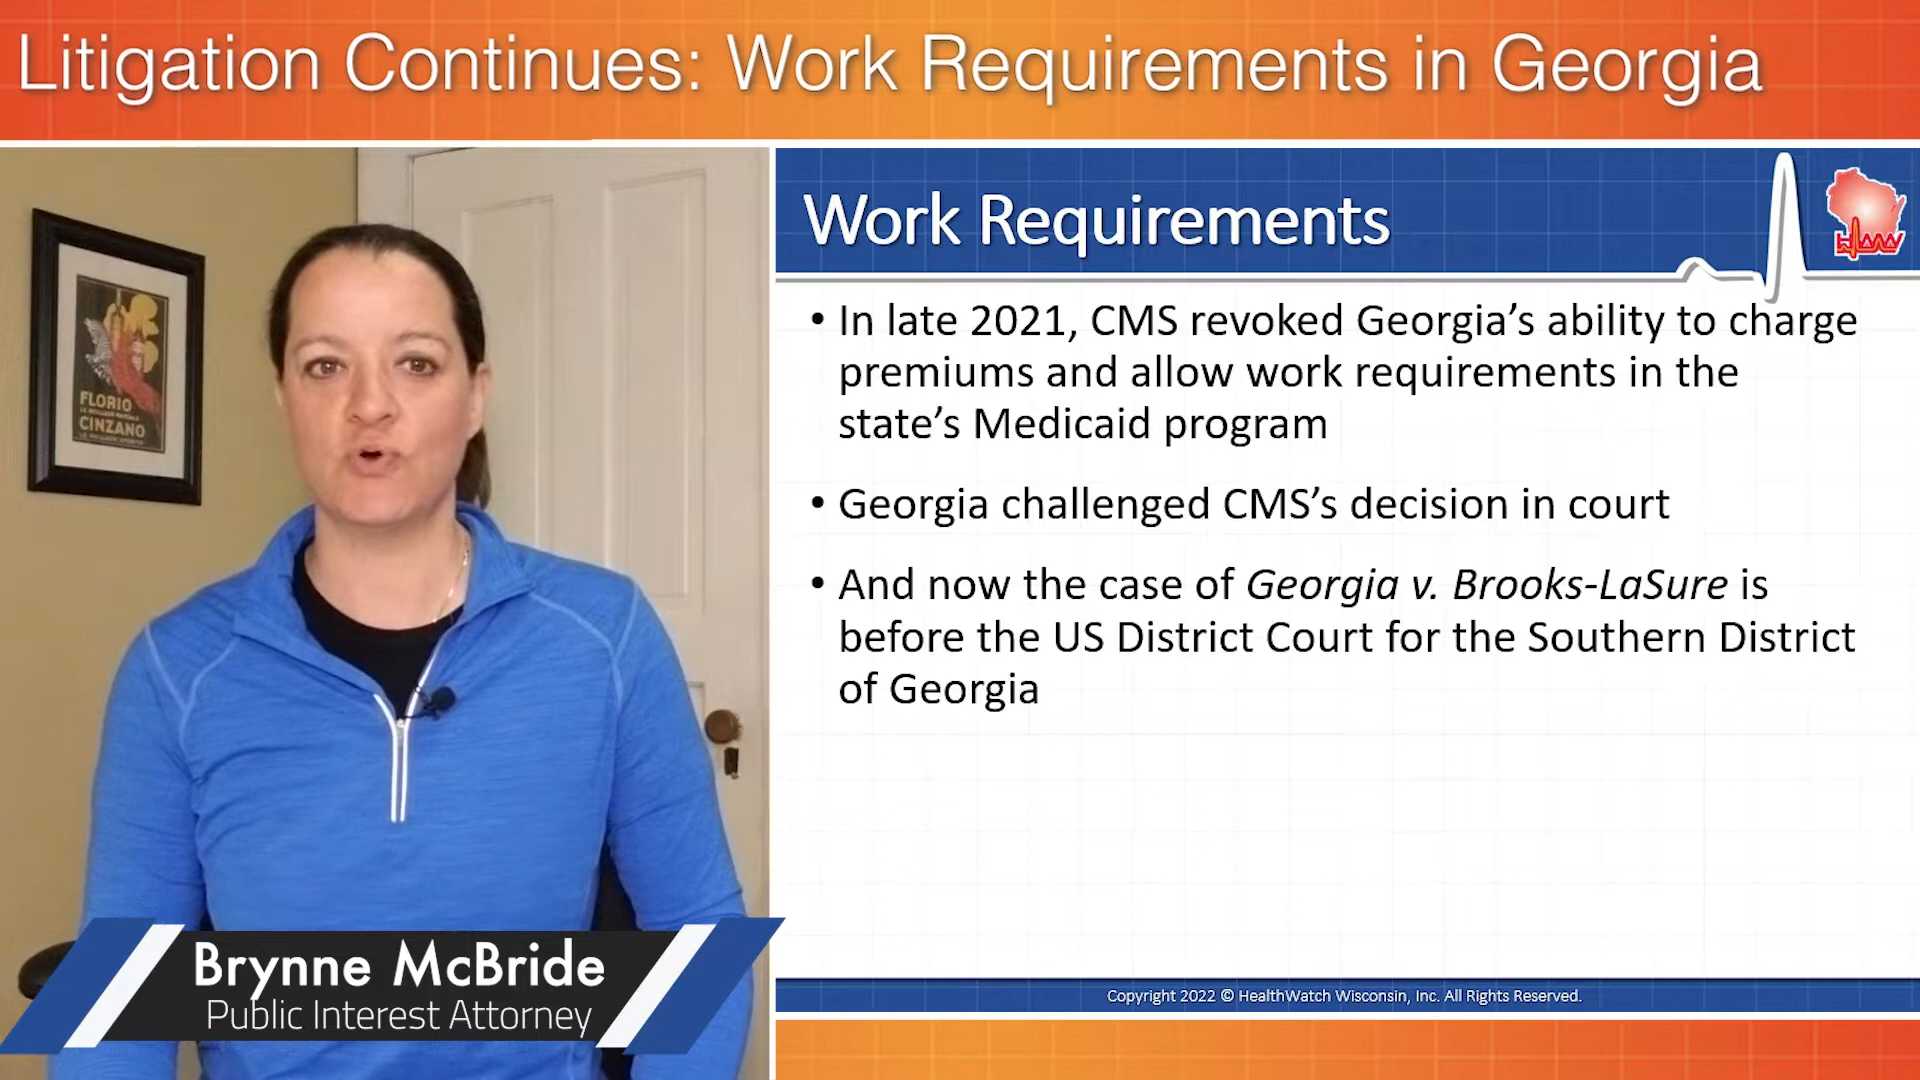 Litigation Continues: Work Requirements in Georgia
FLORIO
CINZANO
Work Requirements
• In late 2021, CMS revoked Georgia’s ability to charge
premiums and allow work requirements in the
state’s Medicaid program
• Georgia challenged CMS’s decision in court
• And now the case of Georgia v. Brooks-LaSure is
before the US District Court for the Southern District
of Georgia
Brynne McBride
Public Interest Attorney
Copyright 2022 © HealthWatch Wisconsin, Inc. All Rights Reserved.